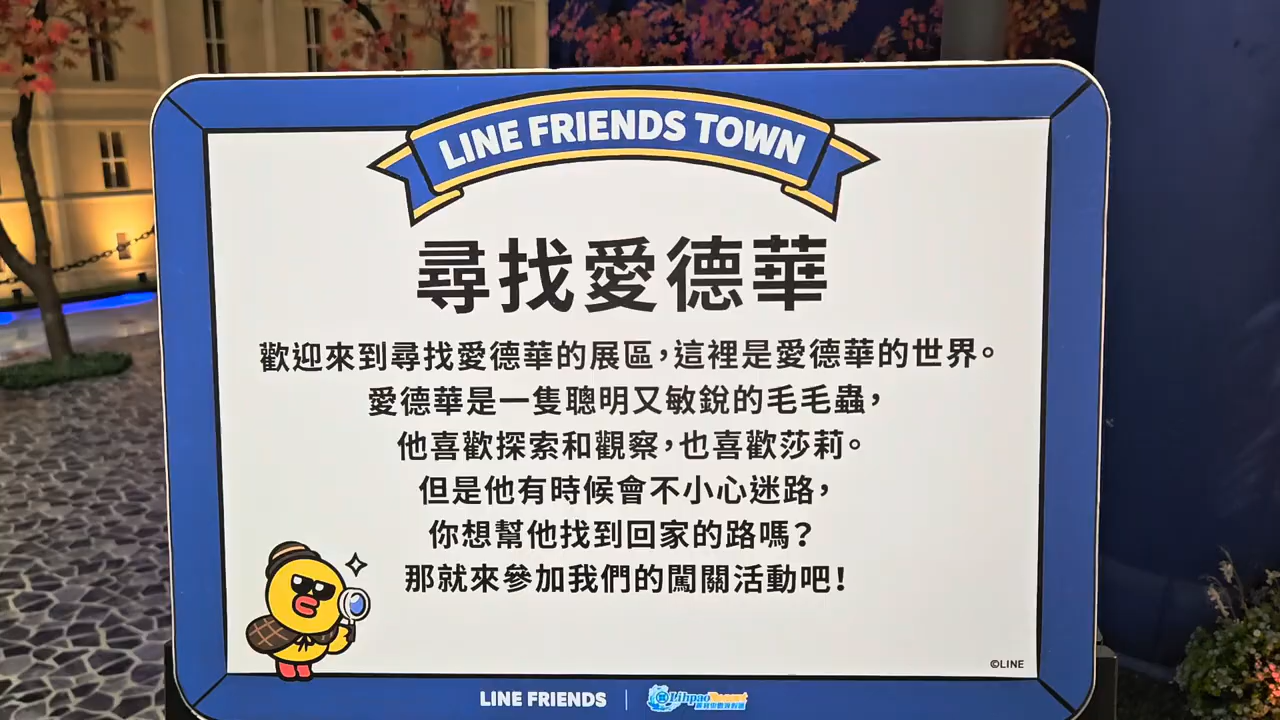 LINE FRIENDS TOWN
尋找愛德華
歡迎來到尋找愛德華的展區，這裡是愛德華的世界。
愛德華是一隻聰明又敏銳的毛毛蟲，
他喜歡探索和觀察，也喜歡莎莉。
但是他有時候會不小心迷路，
你想幫他找到回家的路嗎？
那就來參加我們的闖關活動吧！
©LINE
LINE FRIENDS | Lihpao Resort